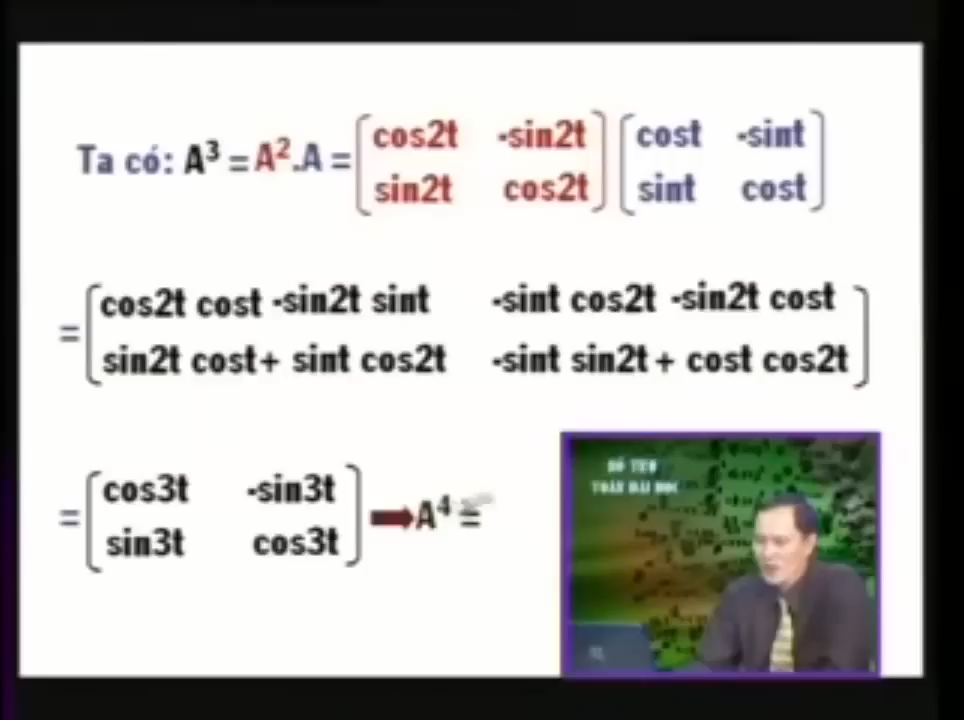 Ta có: A³ = A².A = [cos2t -sin2t] [cost -sint]
[sin2t cos2t] [sint cost]
= [cos2t cost -sin2t sint -sint cos2t -sin2t cost]
[sin2t cost+ sint cos2t -sint sin2t + cost cos2t]
= [cos3t -sin3t] ➡ A⁴ =
[sin3t cos3t]